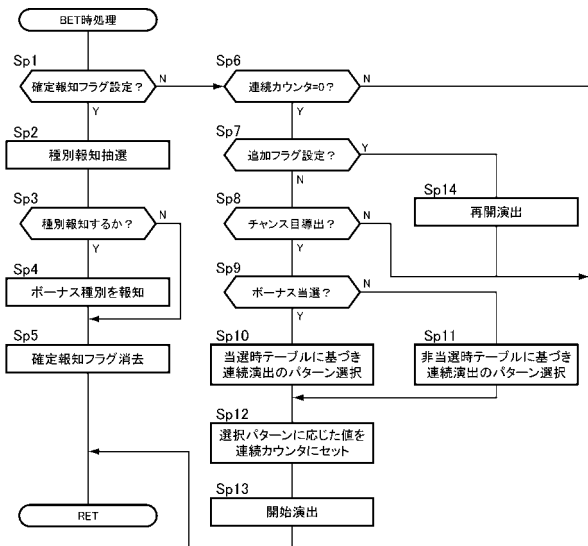 BET時処理
Sp1
確定報知フラグ設定？
N
Y
Sp2
種別報知抽選
Sp3
種別報知するか？
N
Y
Sp4
ボーナス種別を報知
Sp5
確定報知フラグ消去
RET
Sp6
連続カウンタ=0？
N
Y
Sp7
追加フラグ設定？
Y
N
Sp14
再開演出
Sp8
チャンス目導出？
N
Y
Sp9
ボーナス当選？
N
Y
Sp10
当選時テーブルに基づき
連続演出のパターン選択
Sp11
非当選時テーブルに基づき
連続演出のパターン選択
Sp12
選択パターンに応じた値を
連続カウンタにセット
Sp13
開始演出